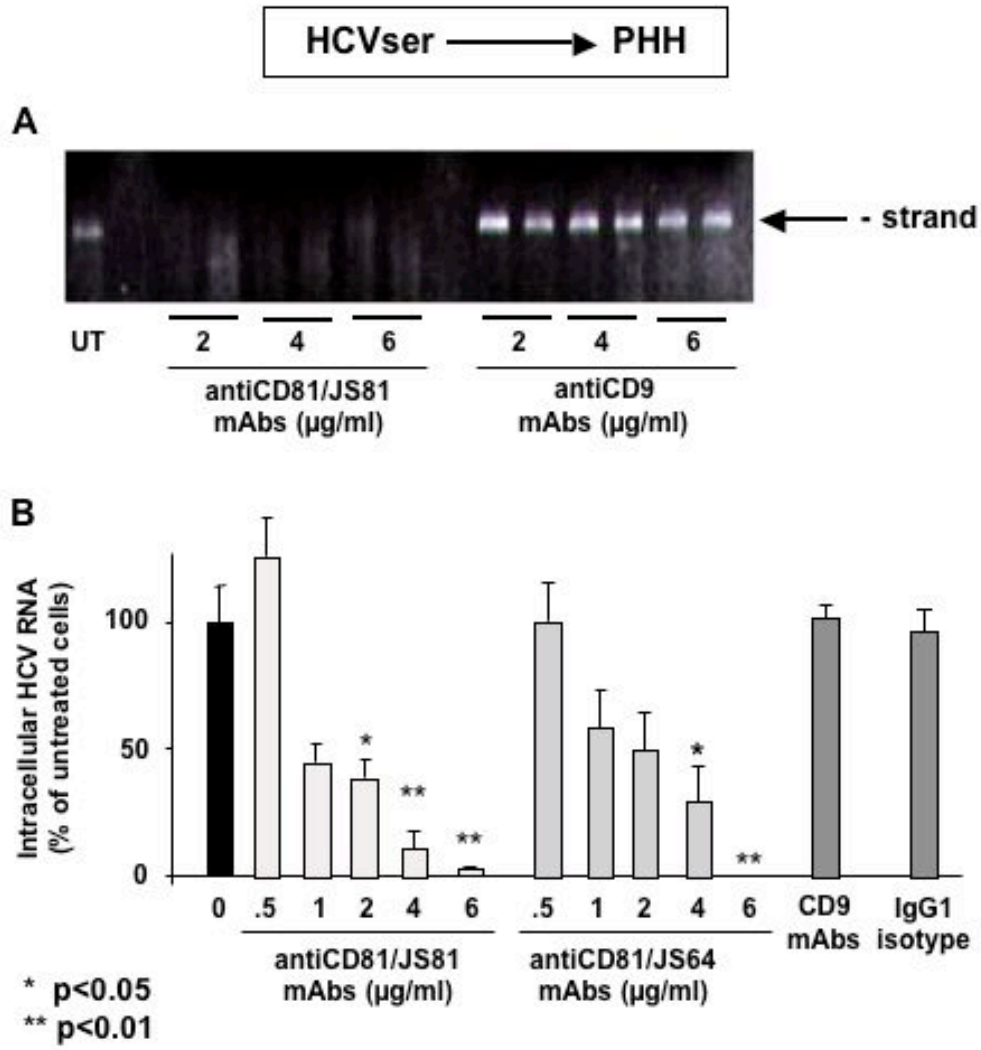 HCVser PHH
A
- strand
UT 2 4 6 2 4 6
antiCD81/JS81 antiCD9
mAbs (µg/ml) mAbs (µg/ml)
B
Intracellular HCV RNA
(% of untreated cells)
100
50
0
*
**
**
*
**
0 .5 1 2 4 6 .5 1 2 4 6 CD9 IgG1
mAbs isotype
antiCD81/JS81 antiCD81/JS64
mAbs (µg/ml) mAbs (µg/ml)
* p<0.05
** p<0.01